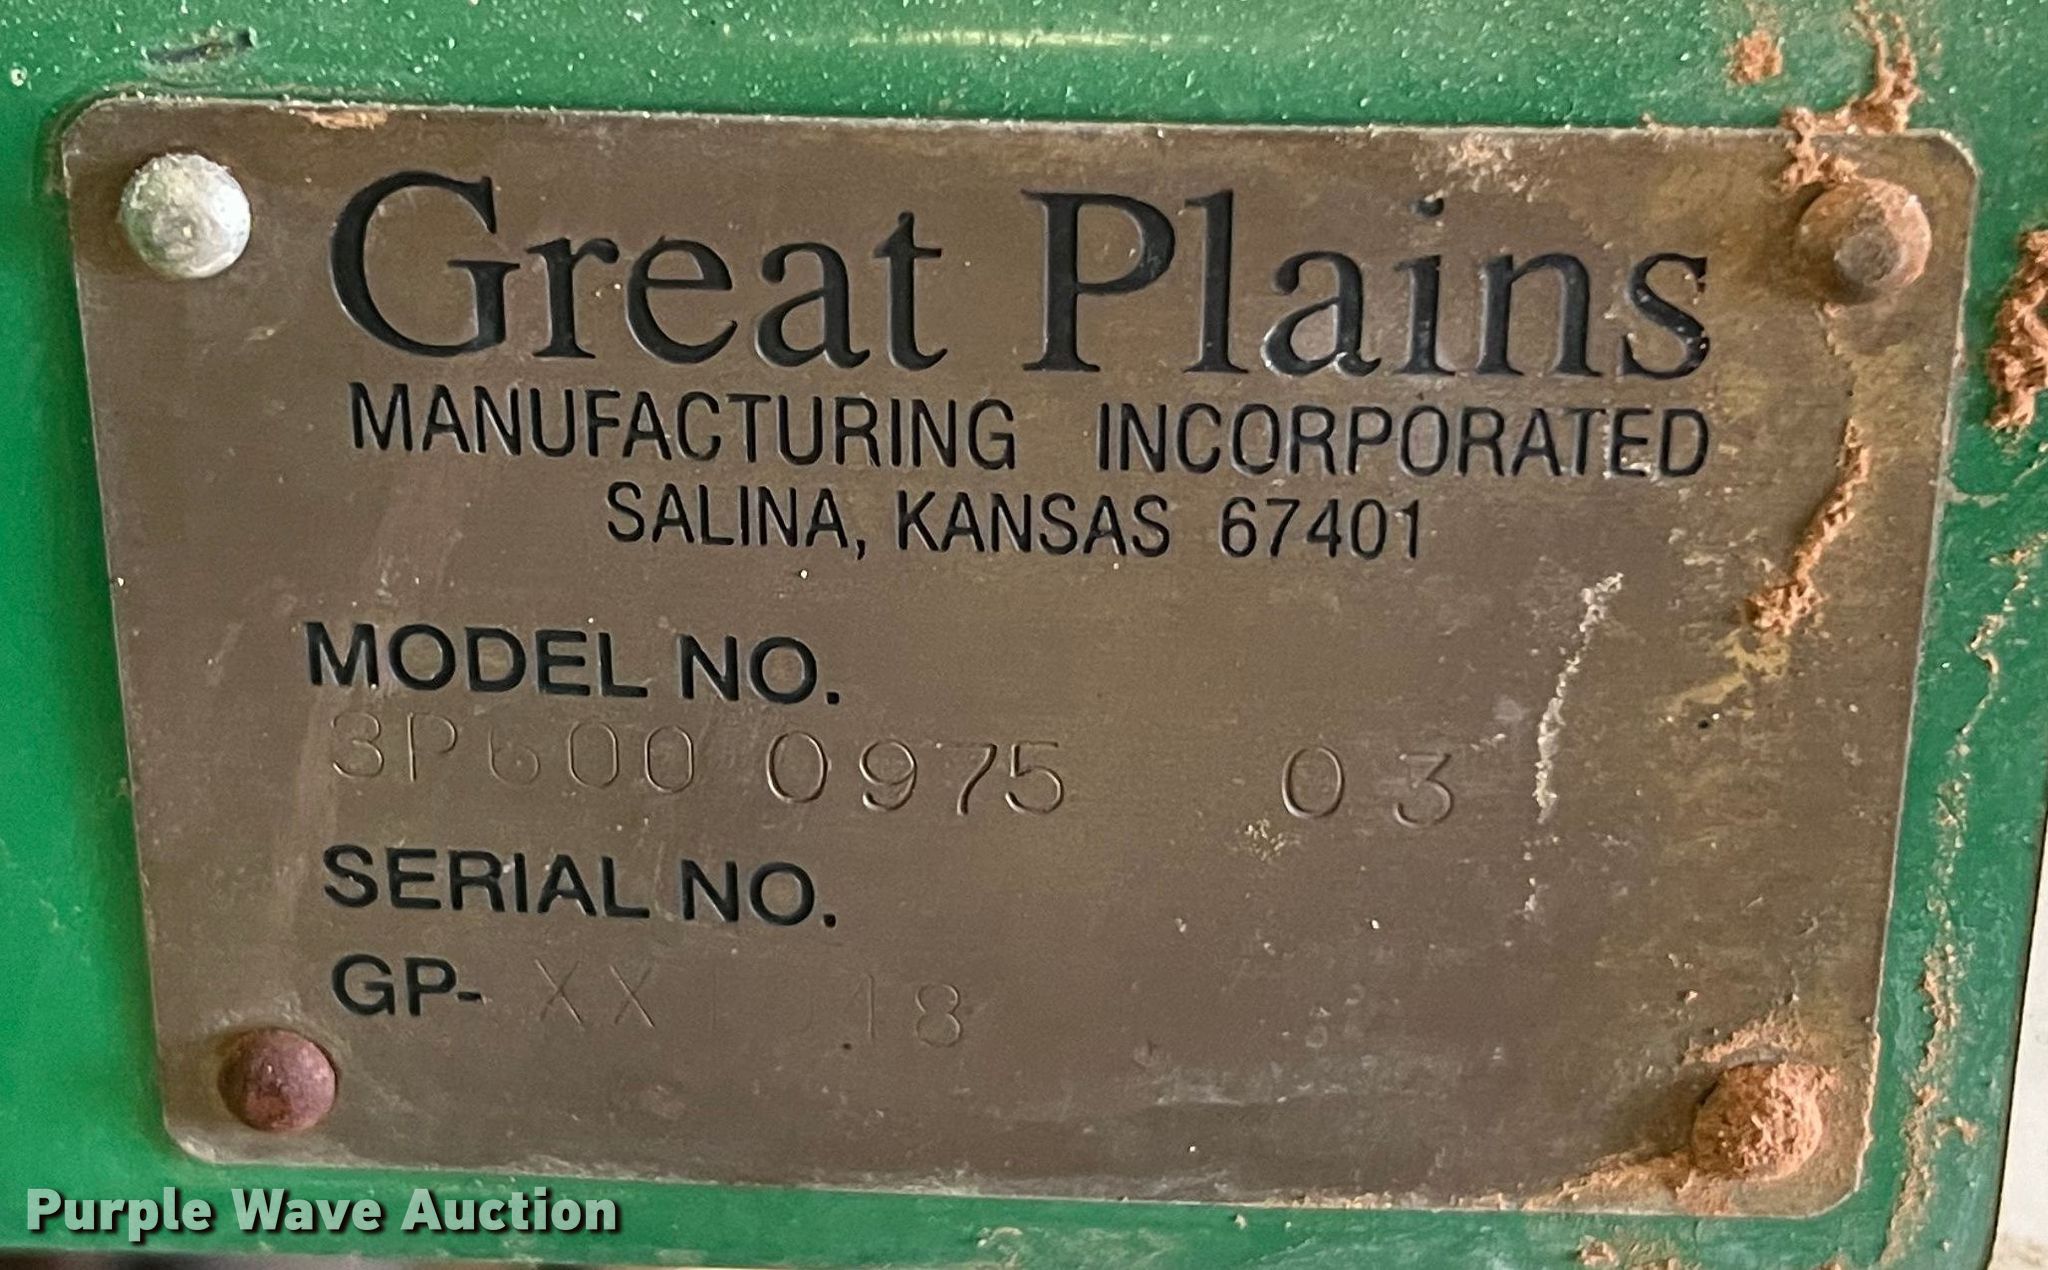 Great Plains
MANUFACTURING INCORPORATED
SALINA, KANSAS 67401
MODEL NO.
3P600 0975 03
SERIAL NO.
GP-
Purple Wave Auction